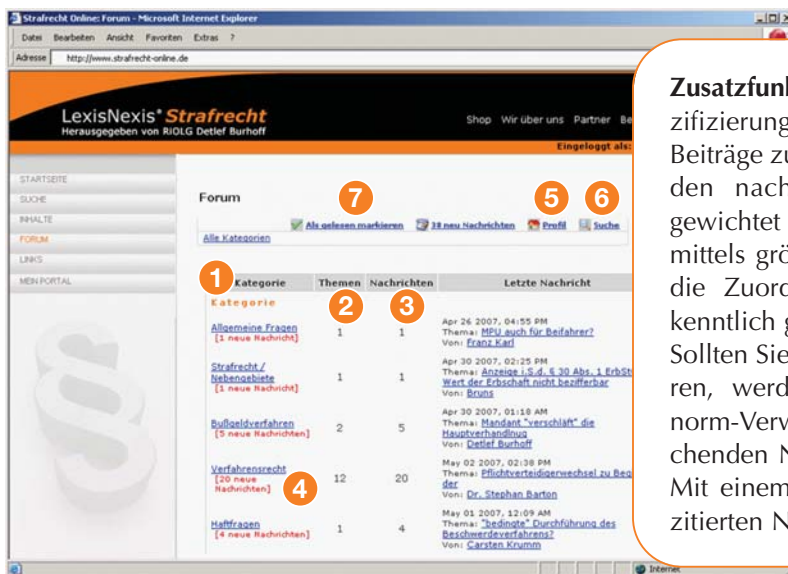 Strafrecht Online: Forum - Microsoft Internet Explorer
Datei Bearbeiten Ansicht Favoriten Extras ?
Adresse http://www.strafrecht-online.de
LexisNexis® Strafrecht
Herausgegeben von RiOLG Detlef Burhoff
Shop Wir über uns Partner Be
Eingeloggt als:
STARTSEITE
SUCHE
INHALTE
FORUM
LINKS
MEIN PORTAL
Forum
7 5 6
Als gelesen markieren 38 neu Nachrichten Profil Suche
Alle Kategorien
1 Kategorie Themen Nachrichten Letzte Nachricht
Kategorie 2 3
Allgemeine Fragen
[1 neue Nachricht]
1 1
Apr 26 2007, 04:55 PM
Thema: MPU auch für Beifahrer?
Von: Franz Karl
Strafrecht /
Nebengebiete
[1 neue Nachricht]
1 1
Apr 30 2007, 02:25 PM
Thema: Anzeige i.S.d. § 30 Abs. 1 ErbSt
Wert der Erbschaft nicht bezifferbar
Von: Bruns
Bußgeldverfahren
[5 neue Nachrichten]
2 5
Apr 30 2007, 01:18 AM
Thema: Mandant "verschläft" die
Hauptverhandlnug
Von: Detlef Burhoff
Verfahrensrecht
[20 neue
Nachrichten] 4
12 20
May 02 2007, 02:38 PM
Thema: Pflichtverteidigerwechsel zu Beg
der
Von: Dr. Stephan Barton
Haftfragen
[4 neue Nachrichten]
1 4
May 01 2007, 12:09 AM
Thema: "bedingte" Durchführung des
Beschwerdeverfahrens?
Von: Carsten Krumm
Internet
Zusatzfunk
zifizierung
Beiträge zu
den nach
gewichtet
mittels grö
die Zuord
kenntlich g
Sollten Sie
ren, werd
norm-Verw
chenden N
Mit einem
zitierten N